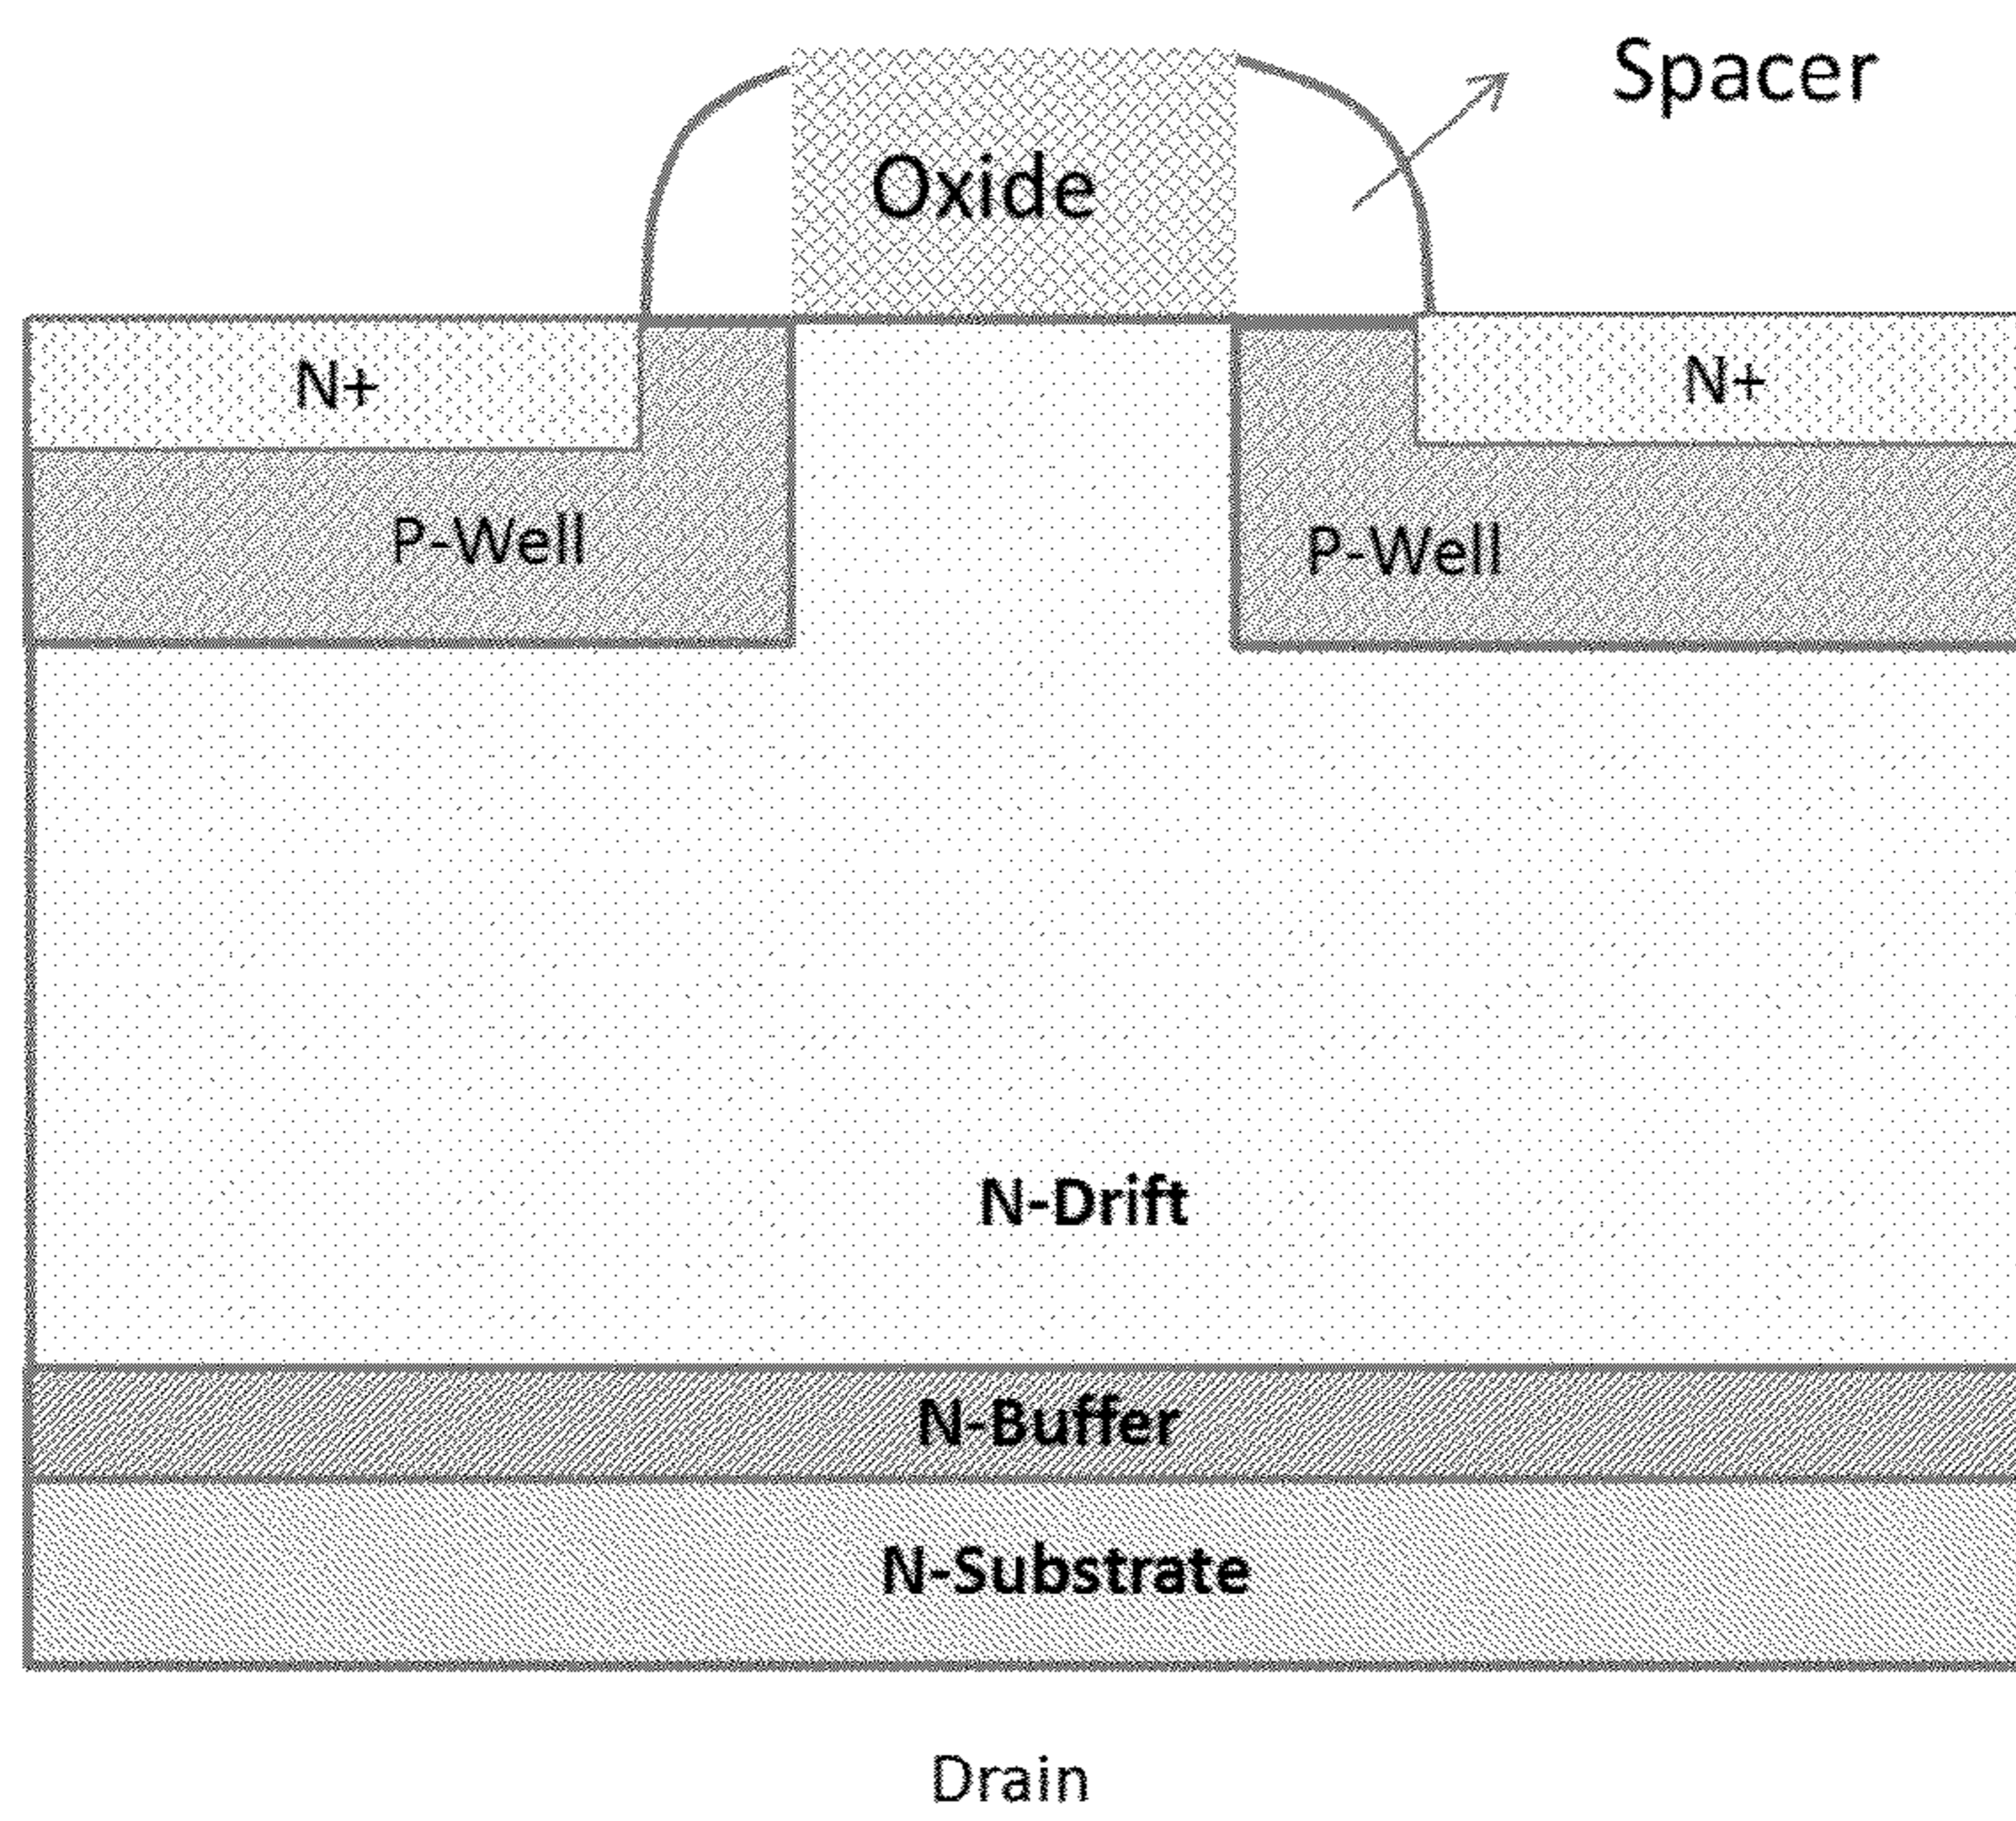 Spacer
Oxide
N+
N+
P-Well
P-Well
N-Drift
N-Buffer
N-Substrate
Drain